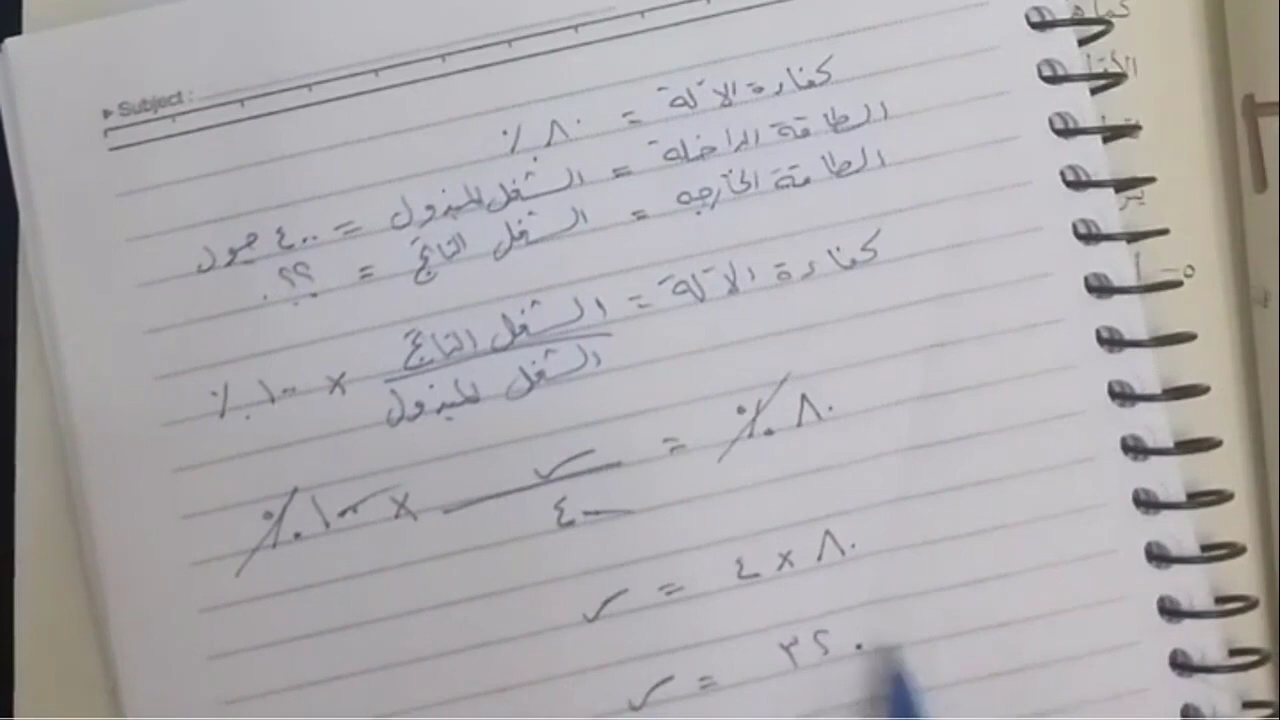 Subject :
كفاءة الآلة = ٨٠ ٪
الطاقة الداخلة = الشغل المبذول = ٤٠٠ جول
الطاقة الخارجه = الشغل الناتج = ؟؟ .
كفاءة الآلة = الشغل الناتج / الشغل المبذول × ١٠٠ ٪
٨٠ ٪ = س / ٤٠٠ × ١٠٠ ٪
٨٠ × ٤ = س
٣٢٠ = س